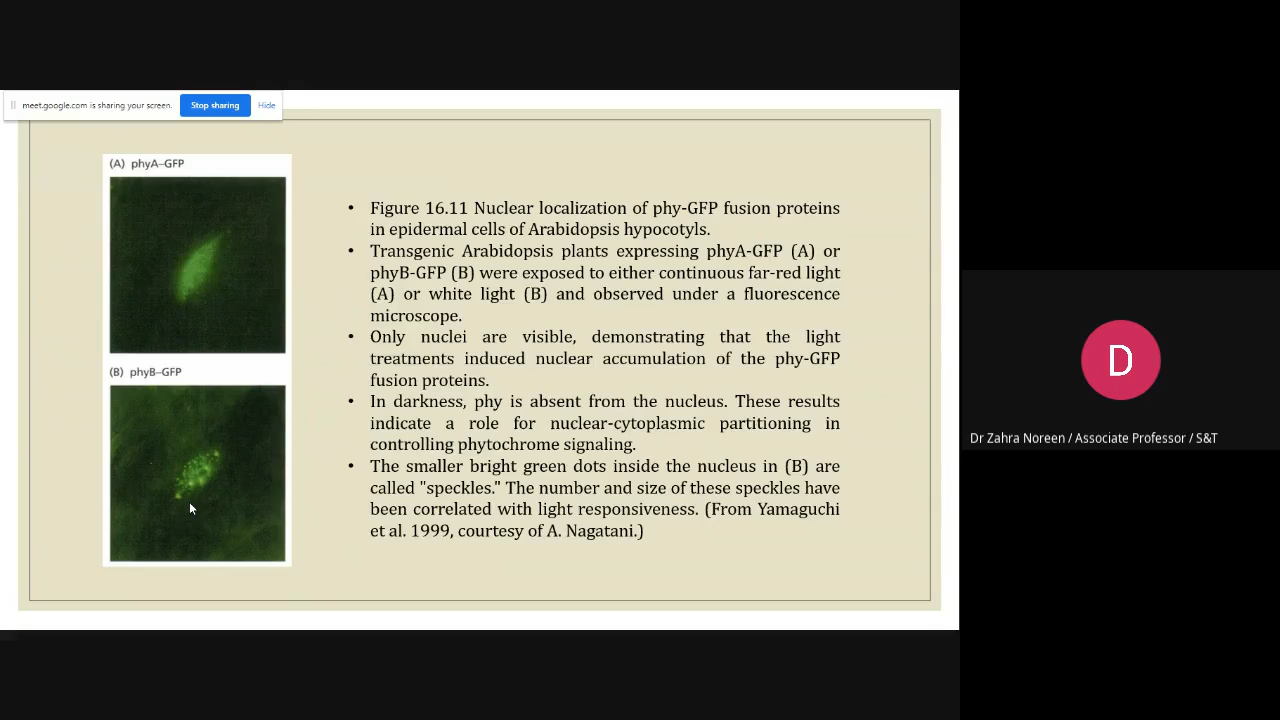 meet.google.com is sharing your screen.
Stop sharing
Hide
(A) phyA–GFP
(B) phyB–GFP
• Figure 16.11 Nuclear localization of phy-GFP fusion proteins
in epidermal cells of Arabidopsis hypocotyls.
• Transgenic Arabidopsis plants expressing phyA-GFP (A) or
phyB-GFP (B) were exposed to either continuous far-red light
(A) or white light (B) and observed under a fluorescence
microscope.
• Only nuclei are visible, demonstrating that the light
treatments induced nuclear accumulation of the phy-GFP
fusion proteins.
• In darkness, phy is absent from the nucleus. These results
indicate a role for nuclear-cytoplasmic partitioning in
controlling phytochrome signaling.
• The smaller bright green dots inside the nucleus in (B) are
called "speckles." The number and size of these speckles have
been correlated with light responsiveness. (From Yamaguchi
et al. 1999, courtesy of A. Nagatani.)
D
Dr Zahra Noreen / Associate Professor / S&T